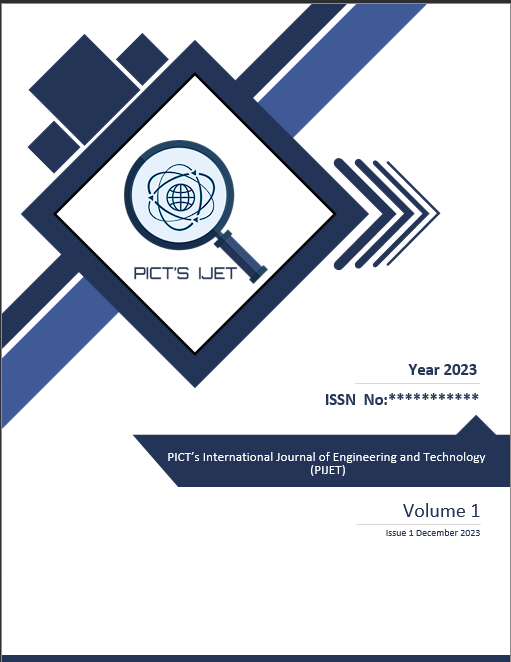 PICT'S IJET
Year 2023
ISSN No:***********
PICT's International Journal of Engineering and Technology
(PIJET)
Volume 1
Issue 1 December 2023